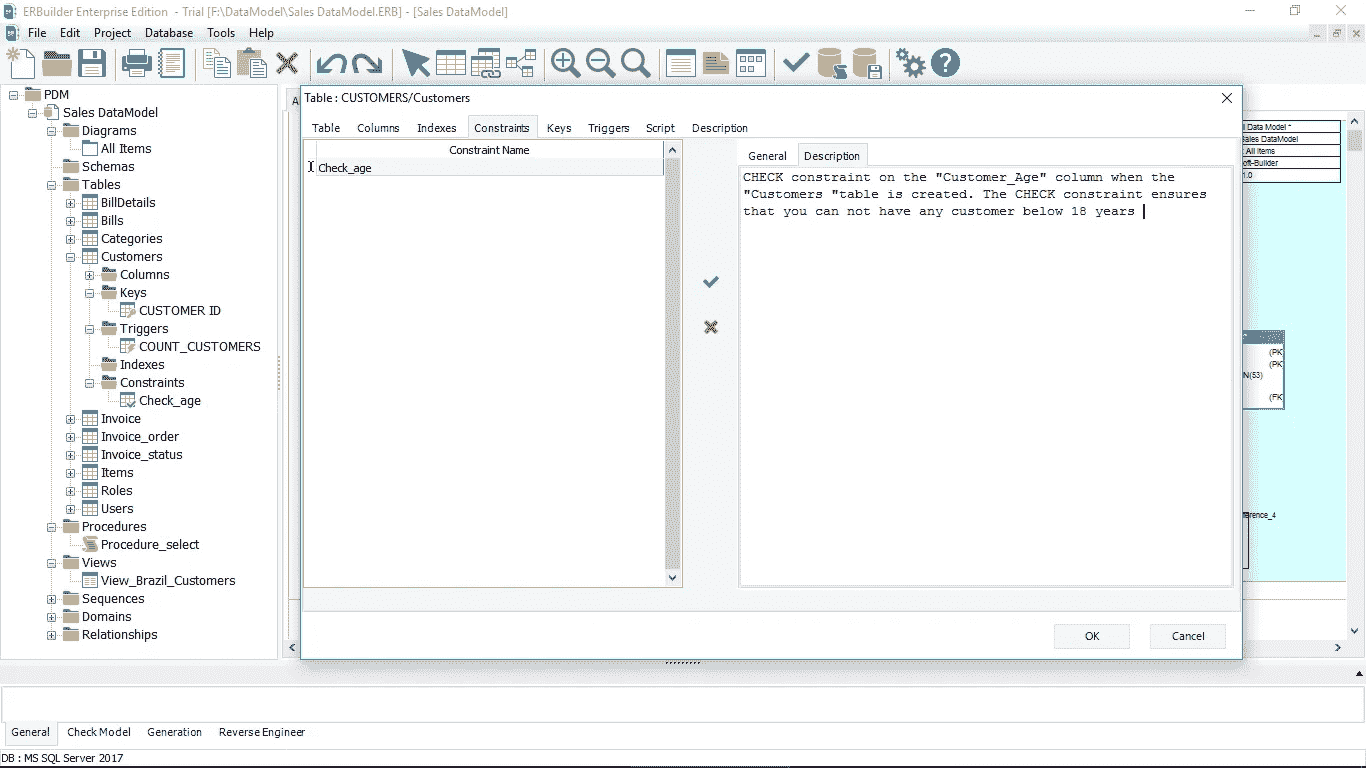 ERBuilder Enterprise Edition - Trial [F:\DataModel\Sales DataModel.ERB] - [Sales DataModel]
File Edit Project Database Tools Help
PDM
Sales DataModel
Diagrams
All Items
Schemas
Tables
BillDetails
Bills
Categories
Customers
Columns
Keys
CUSTOMER ID
Triggers
COUNT_CUSTOMERS
Indexes
Constraints
Check_age
Invoice
Invoice_order
Invoice_status
Items
Roles
Users
Procedures
Procedure_select
Views
View_Brazil_Customers
Sequences
Domains
Relationships
Table : CUSTOMERS/Customers
Table Columns Indexes Constraints Keys Triggers Script Description
Constraint Name
Check_age
General Description
CHECK constraint on the "Customer_Age" column when the
"Customers "table is created. The CHECK constraint ensures
that you can not have any customer below 18 years
OK Cancel
Data Model
DataModel
All Items
ft-Builder
1.0
(PK
(PK
N(53)
(FK
erence_4
General Check Model Generation Reverse Engineer
DB : MS SQL Server 2017